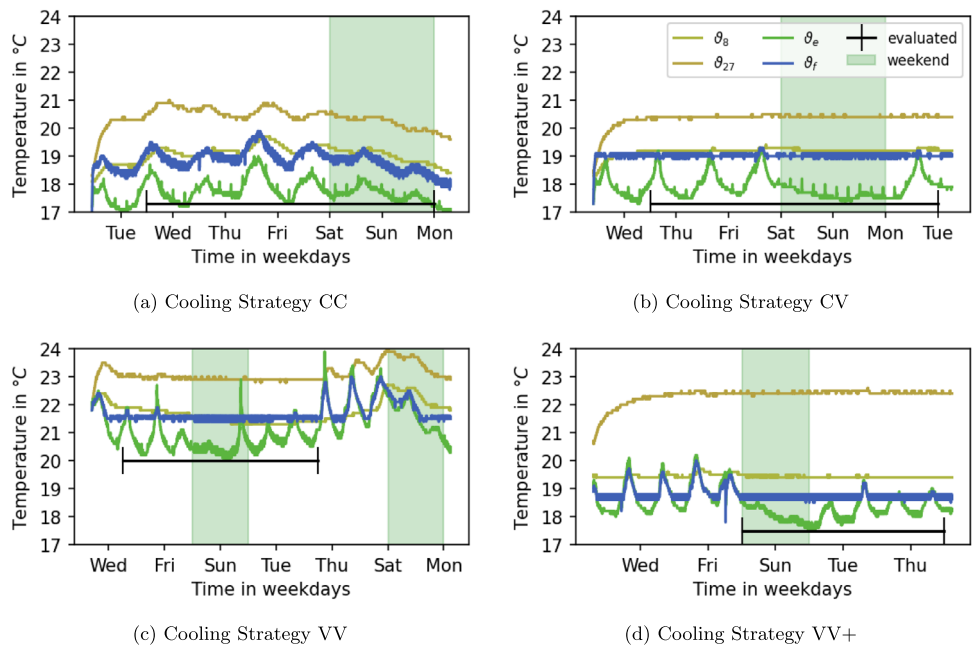 24
23
22
21
20
19
18
17
Temperature in °C
Tue Wed Thu Fri Sat Sun Mon
Time in weekdays
(a) Cooling Strategy CC
24
23
22
21
20
19
18
17
Temperature in °C
ϑ8 ϑe evaluated
ϑ27 ϑf weekend
Wed Thu Fri Sat Sun Mon Tue
Time in weekdays
(b) Cooling Strategy CV
24
23
22
21
20
19
18
17
Temperature in °C
Wed Fri Sun Tue Thu Sat Mon
Time in weekdays
(c) Cooling Strategy VV
24
23
22
21
20
19
18
17
Temperature in °C
Wed Fri Sun Tue Thu
Time in weekdays
(d) Cooling Strategy VV+